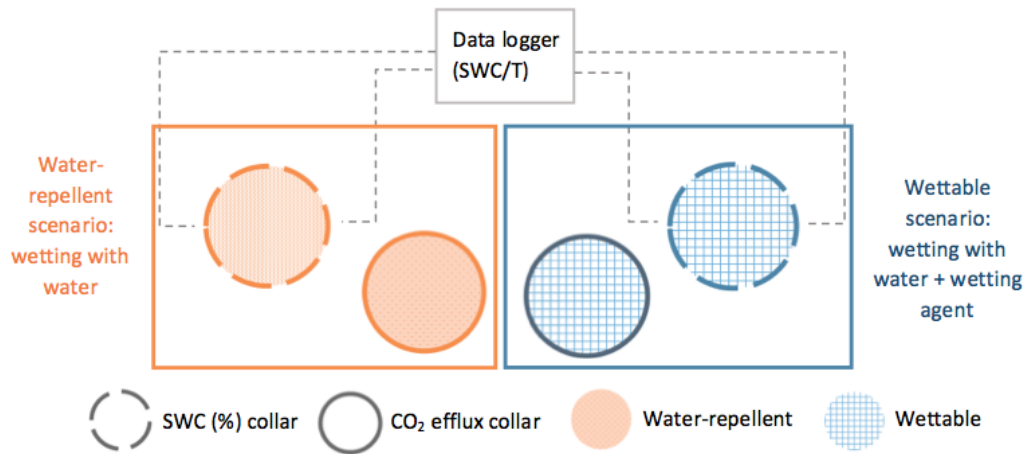 Data logger
(SWC/T)
Water-
repellent
scenario:
wetting with
water
Wettable
scenario:
wetting with
water + wetting
agent
SWC (%) collar
CO₂ efflux collar
Water-repellent
Wettable